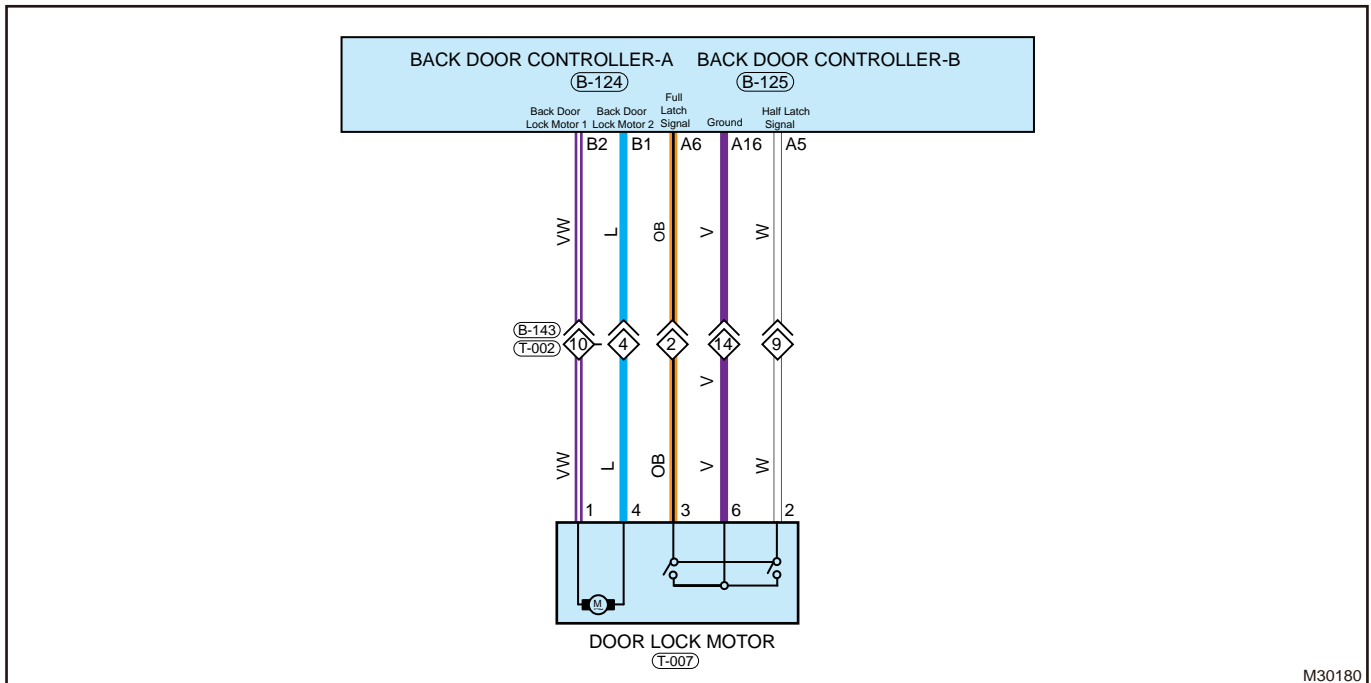 BACK DOOR CONTROLLER-A BACK DOOR CONTROLLER-B
B-124 B-125
Back Door
Lock Motor 1
Back Door
Lock Motor 2
Full
Latch
Signal
Ground
Half Latch
Signal
B2 B1 A6 A16 A5
VW L OB V W
B-143
T-002
10 4 2 14 9
V
VW L OB V W
1 4 3 6 2
M
DOOR LOCK MOTOR
T-007
M30180